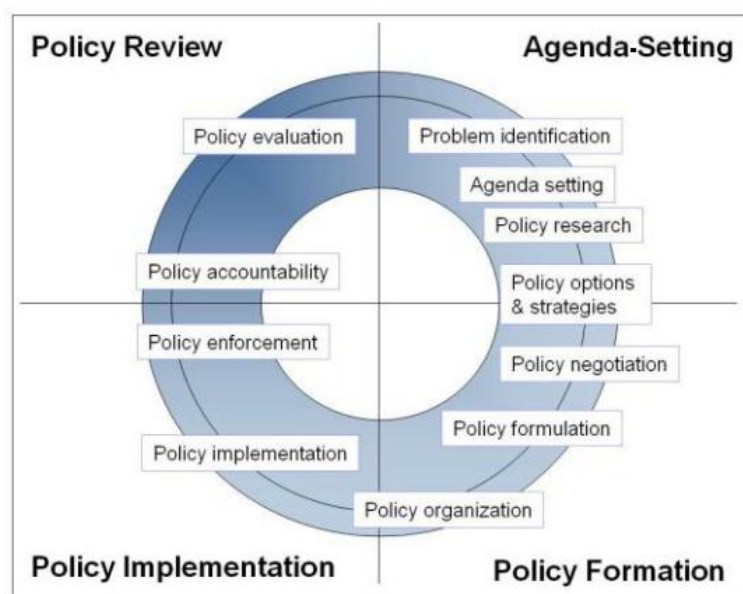 Policy Review
Agenda-Setting
Policy evaluation
Problem identification
Agenda setting
Policy research
Policy accountability
Policy options
& strategies
Policy enforcement
Policy negotiation
Policy formulation
Policy implementation
Policy organization
Policy Implementation
Policy Formation